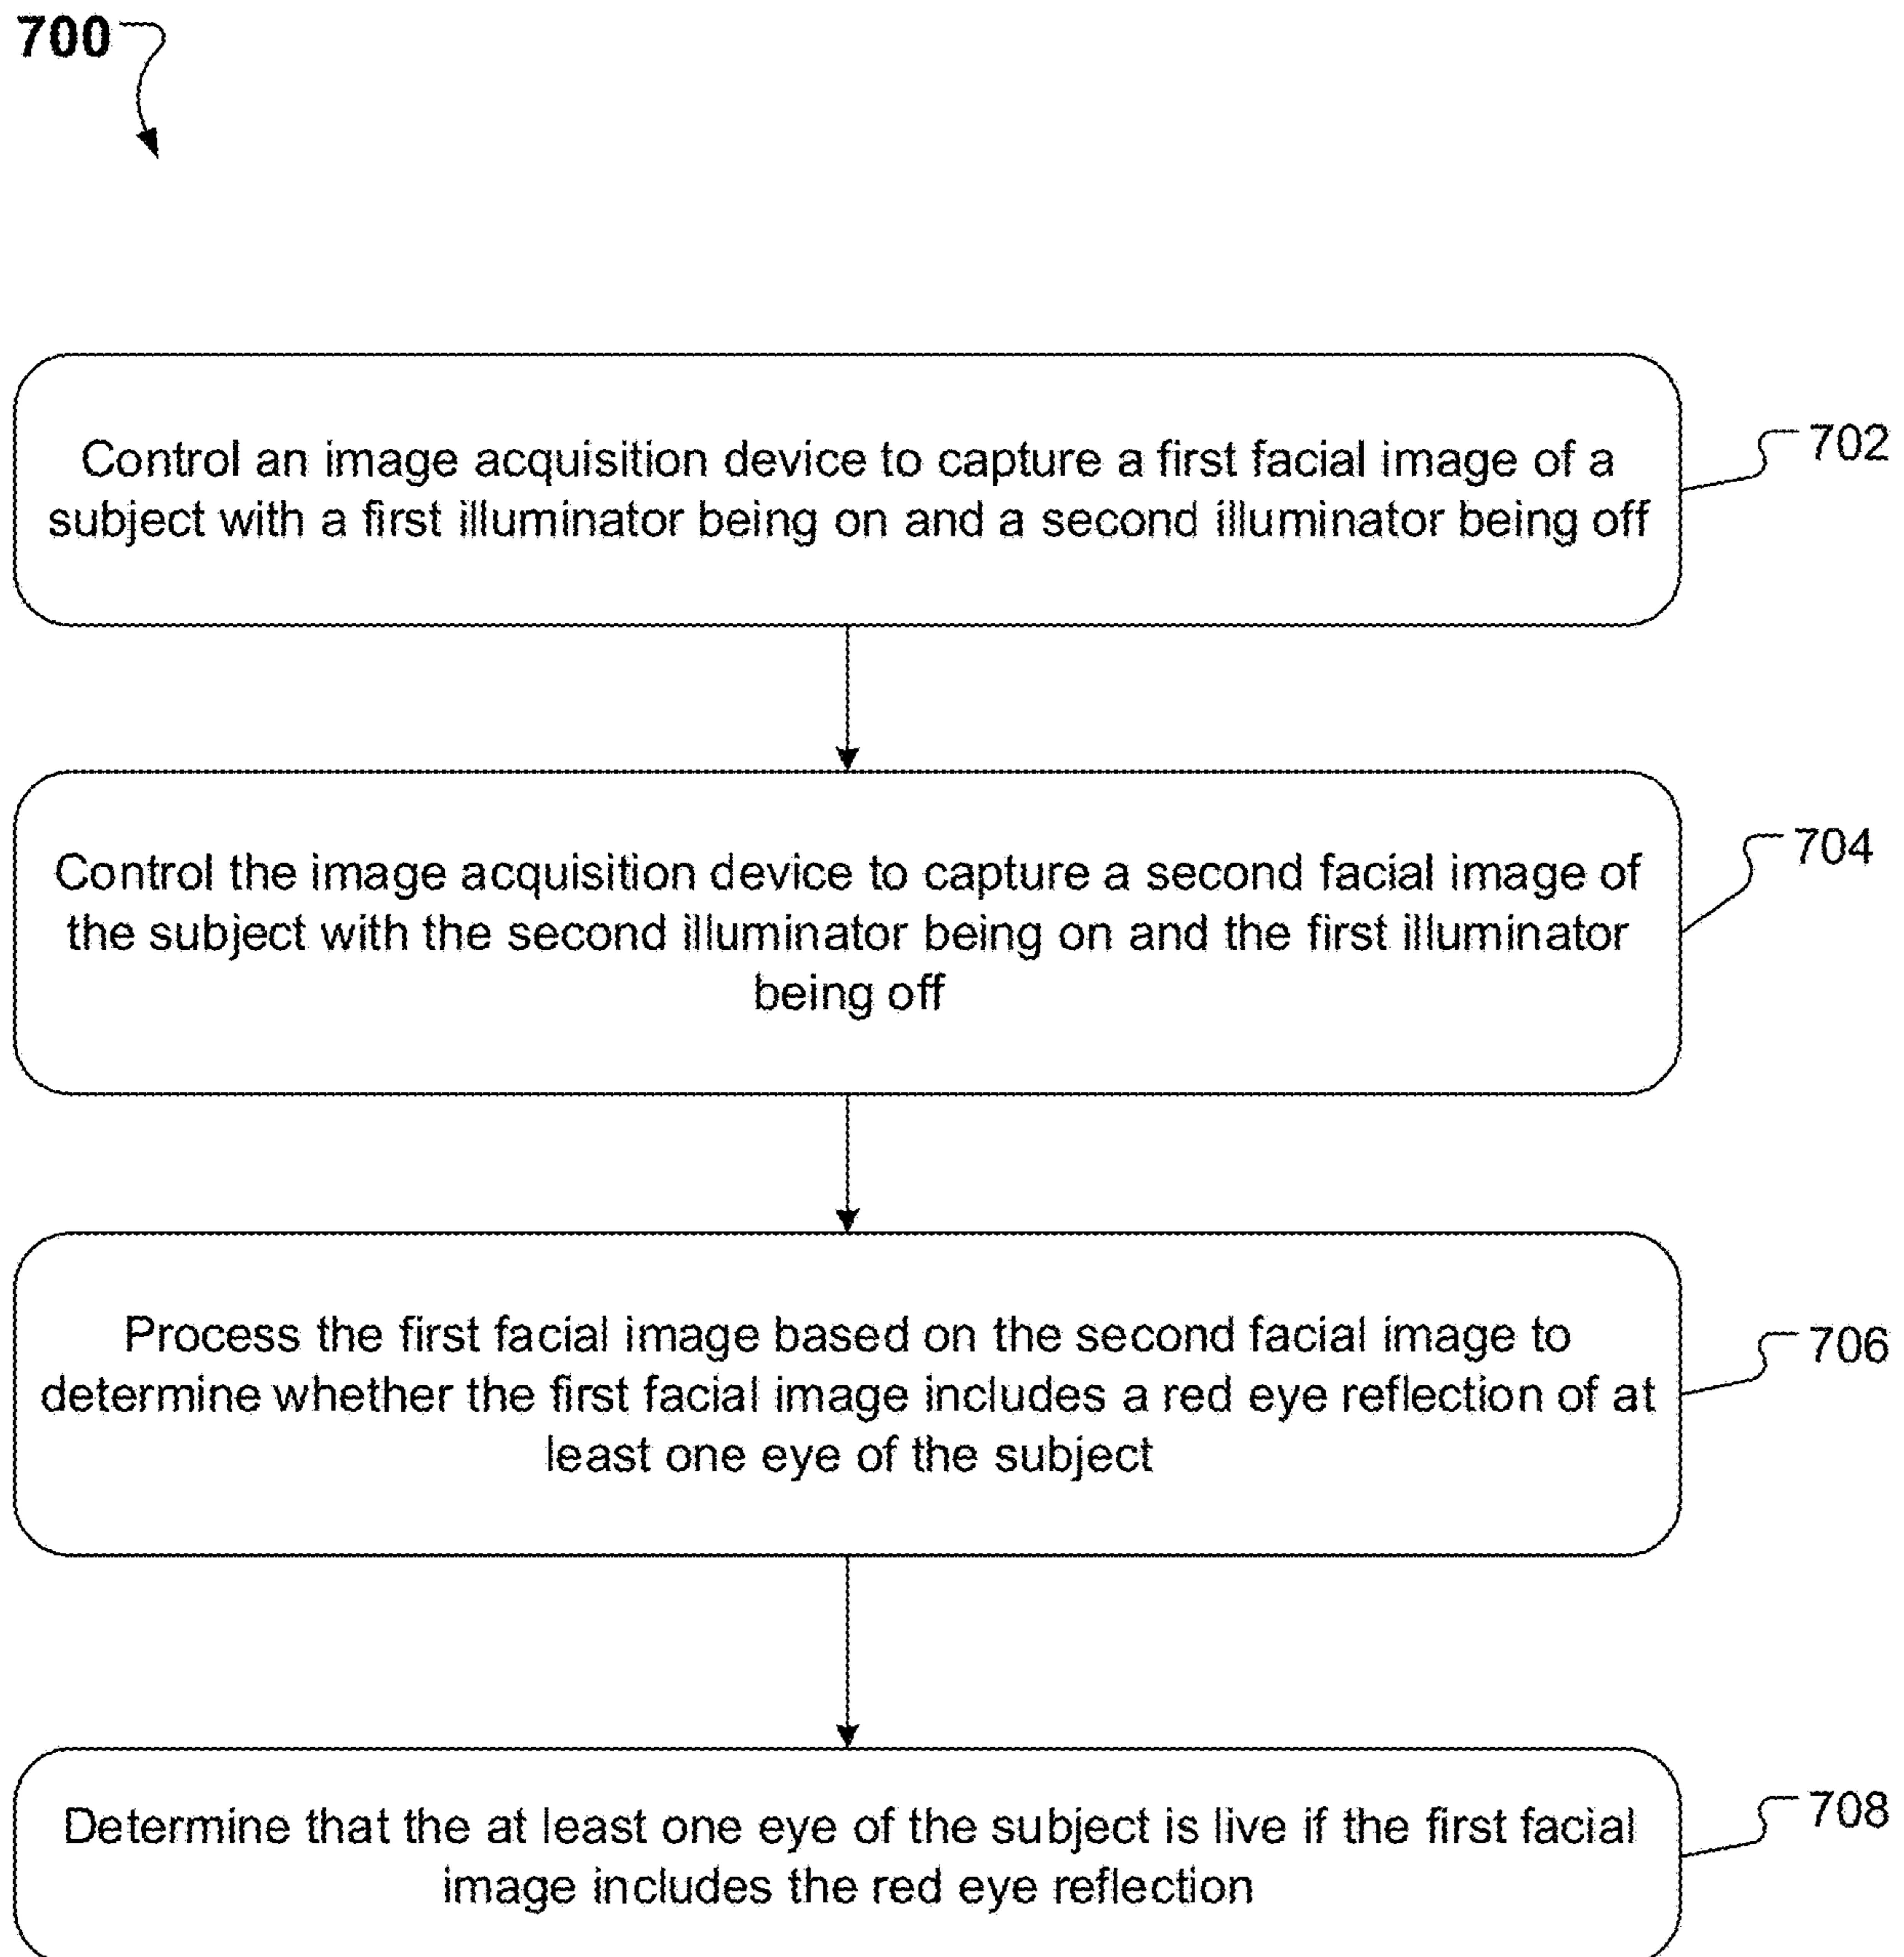 700
Control an image acquisition device to capture a first facial image of a
subject with a first illuminator being on and a second illuminator being off
702
Control the image acquisition device to capture a second facial image of
the subject with the second illuminator being on and the first illuminator
being off
704
Process the first facial image based on the second facial image to
determine whether the first facial image includes a red eye reflection of at
least one eye of the subject
706
Determine that the at least one eye of the subject is live if the first facial
image includes the red eye reflection
708